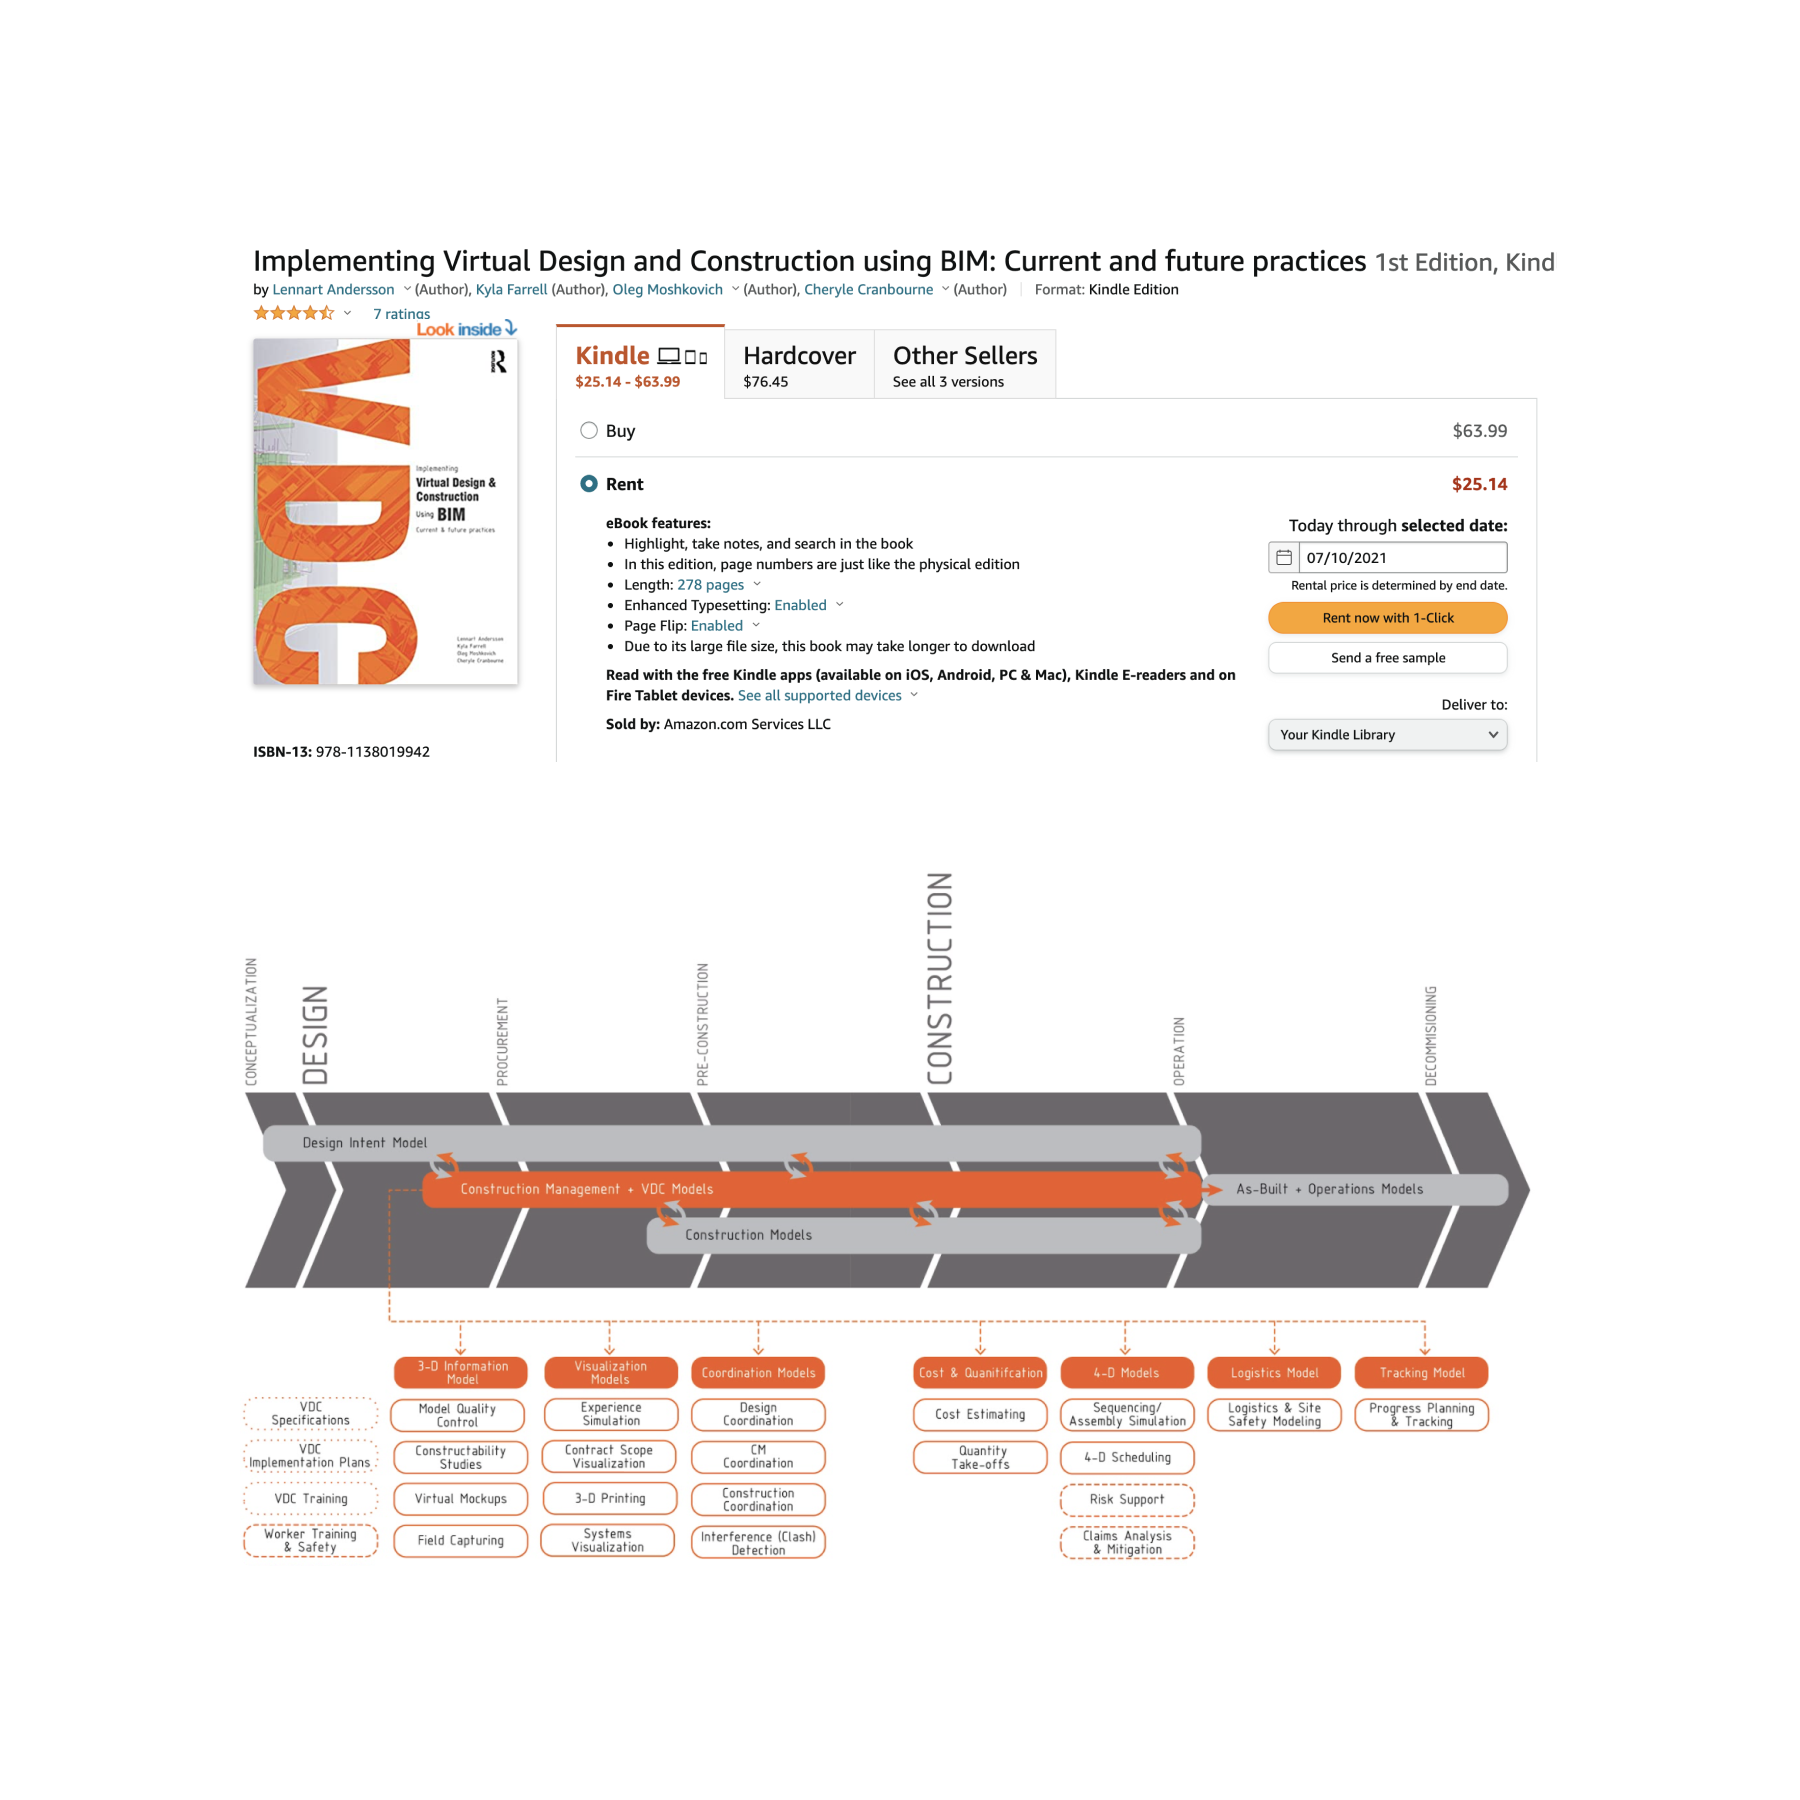 Implementing Virtual Design and Construction using BIM: Current and future practices 1st Edition, Kind
by Lennart Andersson (Author), Kyla Farrell (Author), Oleg Moshkovich (Author), Cheryle Cranbourne (Author) Format: Kindle Edition
7 ratings
Look inside
VDC
Implementing
Virtual Design &
Construction
Using BIM
Current & future practices
Lennart Andersson
Kyla Farrell
Oleg Moshkovich
Cheryle Cranbourne
ISBN-13: 978-1138019942
Kindle
$25.14 - $63.99
Hardcover
$76.45
Other Sellers
See all 3 versions
Buy $63.99
Rent $25.14
eBook features:
• Highlight, take notes, and search in the book
• In this edition, page numbers are just like the physical edition
• Length: 278 pages
• Enhanced Typesetting: Enabled
• Page Flip: Enabled
• Due to its large file size, this book may take longer to download
Read with the free Kindle apps (available on iOS, Android, PC & Mac), Kindle E-readers and on
Fire Tablet devices. See all supported devices
Sold by: Amazon.com Services LLC
Today through selected date:
07/10/2021
Rental price is determined by end date.
Rent now with 1-Click
Send a free sample
Deliver to:
Your Kindle Library
CONCEPTUALIZATION
DESIGN
PROCUREMENT
PRE-CONSTRUCTION
CONSTRUCTION
OPERATION
DECOMMISIONING
Design Intent Model
Construction Management + VDC Models
As-Built + Operations Models
Construction Models
VDC
Specifications
VDC
Implementation Plans
VDC Training
Worker Training
& Safety
3-D Information
Model
Model Quality
Control
Constructability
Studies
Virtual Mockups
Field Capturing
Visualization
Models
Experience
Simulation
Contract Scope
Visualization
3-D Printing
Systems
Visualization
Coordination Models
Design
Coordination
CM
Coordination
Construction
Coordination
Interference (Clash)
Detection
Cost & Quanitifcation
Cost Estimating
Quantity
Take-offs
4-D Models
Sequencing/
Assembly Simulation
4-D Scheduling
Risk Support
Claims Analysis
& Mitigation
Logistics Model
Logistics & Site
Safety Modeling
Tracking Model
Progress Planning
& Tracking